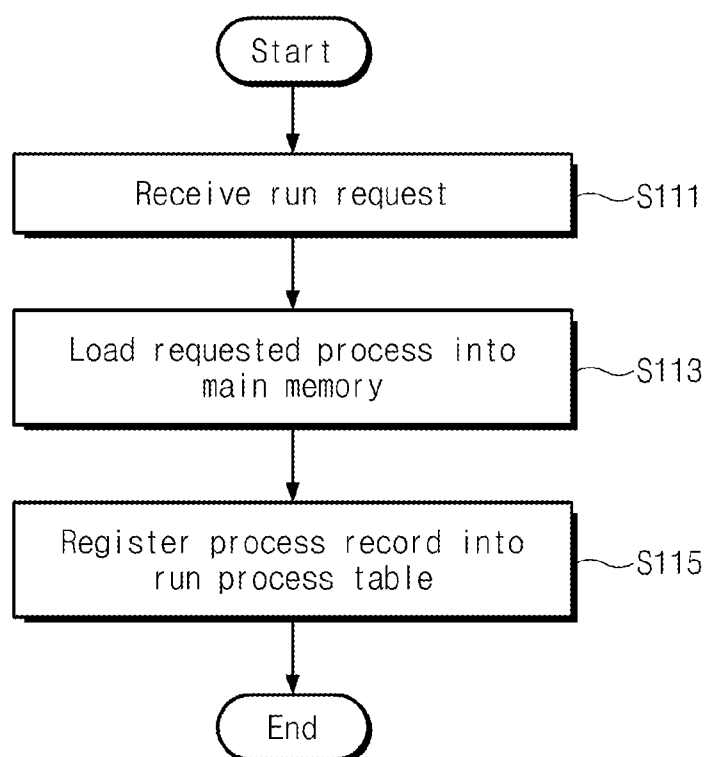 Start
Receive run request
S111
Load requested process into
main memory
S113
Register process record into
run process table
S115
End